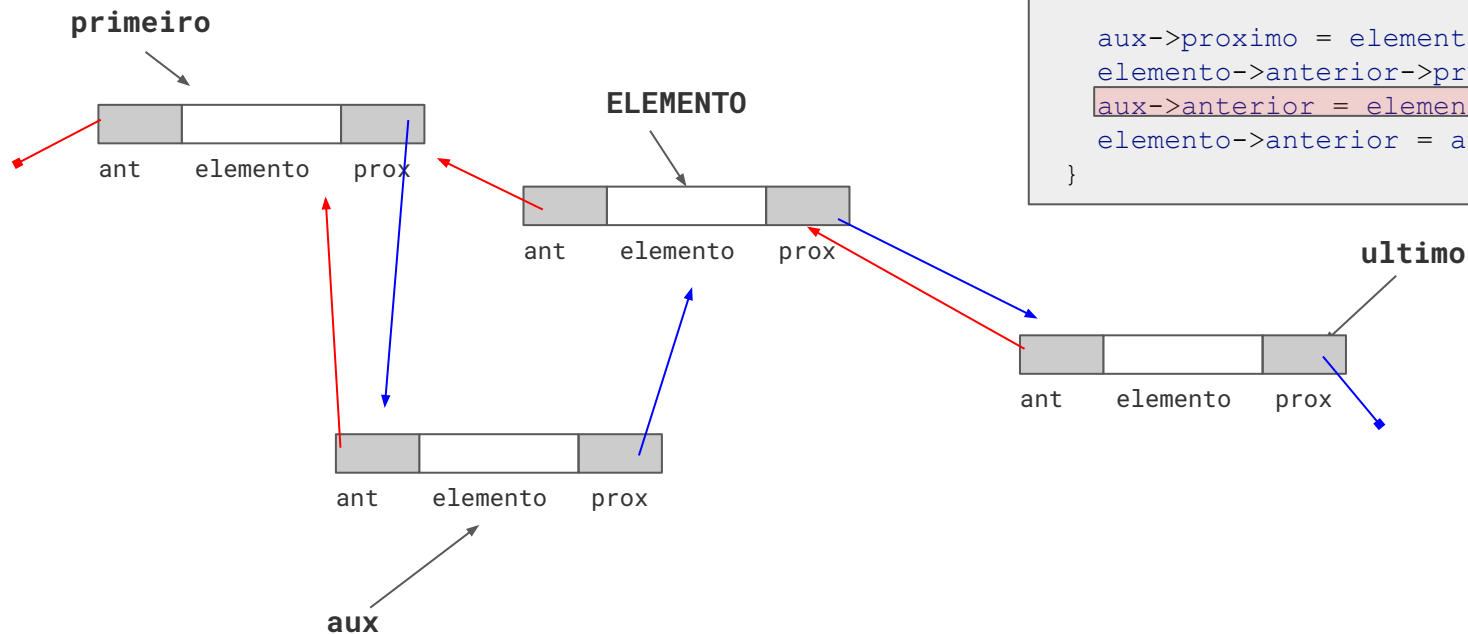 primeiro
ant elemento prox
ELEMENTO
ant elemento prox
aux->proximo = element
elemento->anterior->pr
aux->anterior = elemen
elemento->anterior = a
}
ultimo
ant elemento prox
ant elemento prox
aux